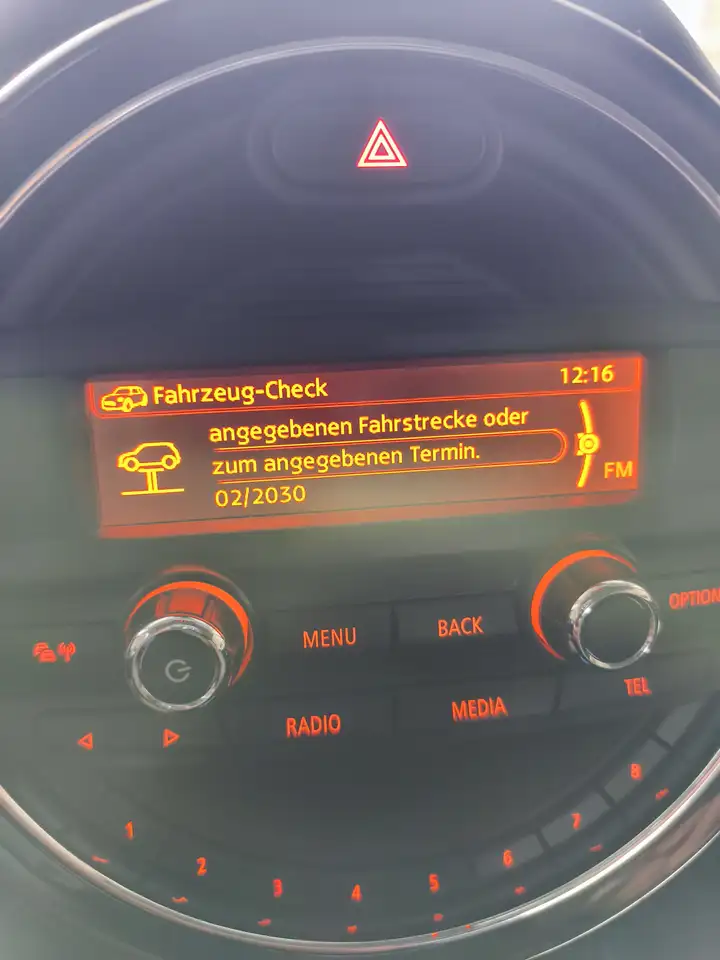 Fahrzeug-Check 12:16
angegebenen Fahrstrecke oder
zum angegebenen Termin.
02/2030
FM
MENU BACK OPTION
RADIO MEDIA TEL
1 2 3 4 5 6 7 8